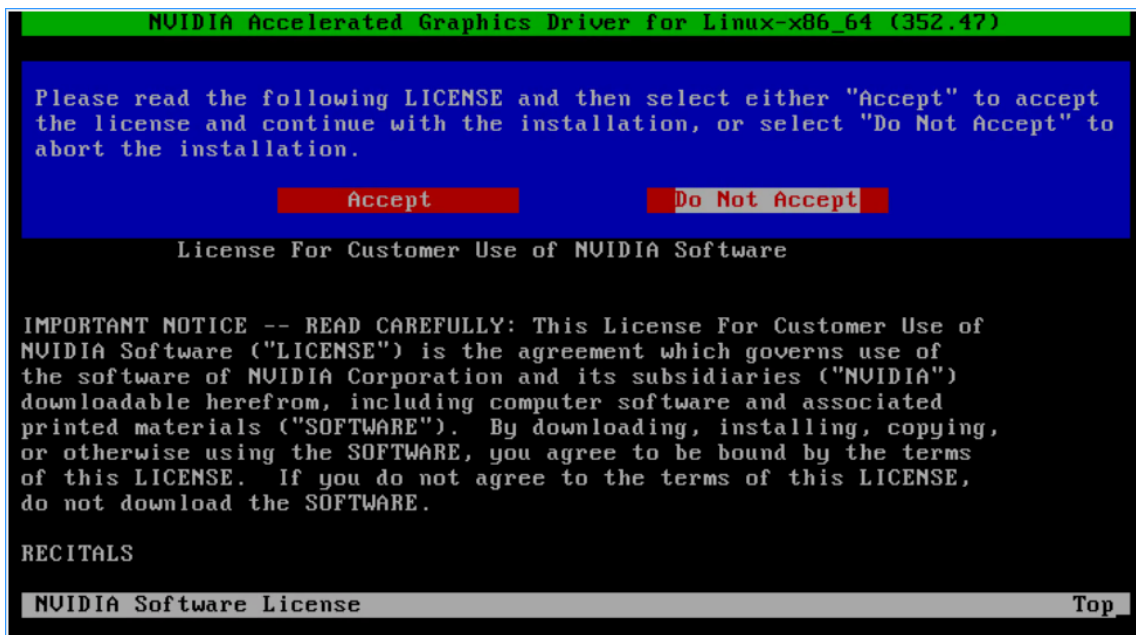 NVIDIA Accelerated Graphics Driver for Linux-x86_64 (352.47)
Please read the following LICENSE and then select either "Accept" to accept
the license and continue with the installation, or select "Do Not Accept" to
abort the installation.
Accept Do Not Accept
License For Customer Use of NVIDIA Software
IMPORTANT NOTICE -- READ CAREFULLY: This License For Customer Use of
NVIDIA Software ("LICENSE") is the agreement which governs use of
the software of NVIDIA Corporation and its subsidiaries ("NVIDIA")
downloadable herefrom, including computer software and associated
printed materials ("SOFTWARE").  By downloading, installing, copying,
or otherwise using the SOFTWARE, you agree to be bound by the terms
of this LICENSE.  If you do not agree to the terms of this LICENSE,
do not download the SOFTWARE.
RECITALS
NVIDIA Software License Top